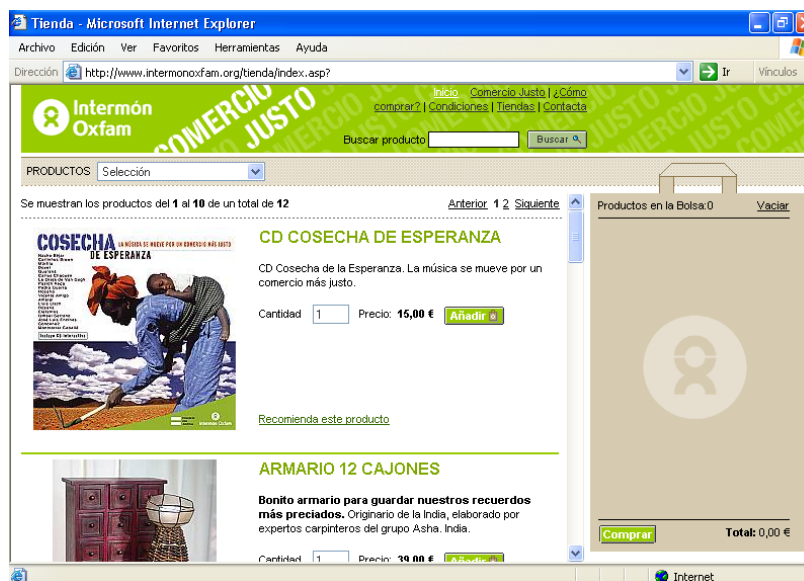 Tienda - Microsoft Internet Explorer
Archivo Edición Ver Favoritos Herramientas Ayuda
Dirección http://www.intermonoxfam.org/tienda/index.asp? Ir Vínculos
Intermón
Oxfam
COMERCIO
JUSTO
Inicio Comercio Justo | ¿Cómo
comprar? | Condiciones | Tiendas | Contacta
Buscar producto Buscar
PRODUCTOS Selección
Se muestran los productos del 1 al 10 de un total de 12
Anterior 1 2 Siguiente
Productos en la Bolsa:0 Vaciar
COSECHA LA MÚSICA SE MUEVE POR UN COMERCIO MÁS JUSTO
DE ESPERANZA
CD COSECHA DE ESPERANZA
CD Cosecha de la Esperanza. La música se mueve por un
comercio más justo.
Cantidad 1 Precio: 15,00 € Añadir
Intermón Oxfam
Recomienda este producto
ARMARIO 12 CAJONES
Bonito armario para guardar nuestros recuerdos
más preciados. Originario de la India, elaborado por
expertos carpinteros del grupo Asha. India.
Cantidad 1 Precio: 39,00 € Añadir
Comprar Total: 0,00 €
Internet